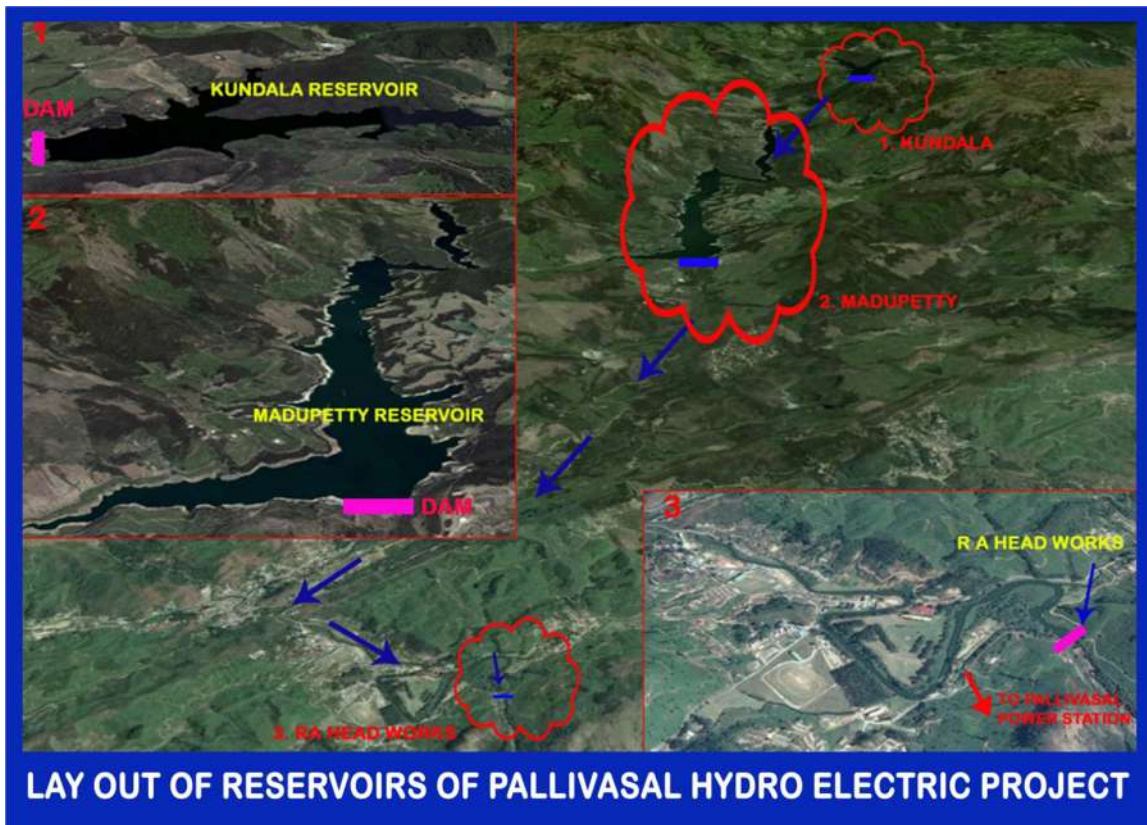 1
KUNDALA RESERVOIR
DAM
1. KUNDALA
2
2. MADUPETTY
MADUPETTY RESERVOIR
DAM
3
R A HEAD WORKS
TO PALLIVASAL
POWER STATION
3. RA HEAD WORKS
LAY OUT OF RESERVOIRS OF PALLIVASAL HYDRO ELECTRIC PROJECT